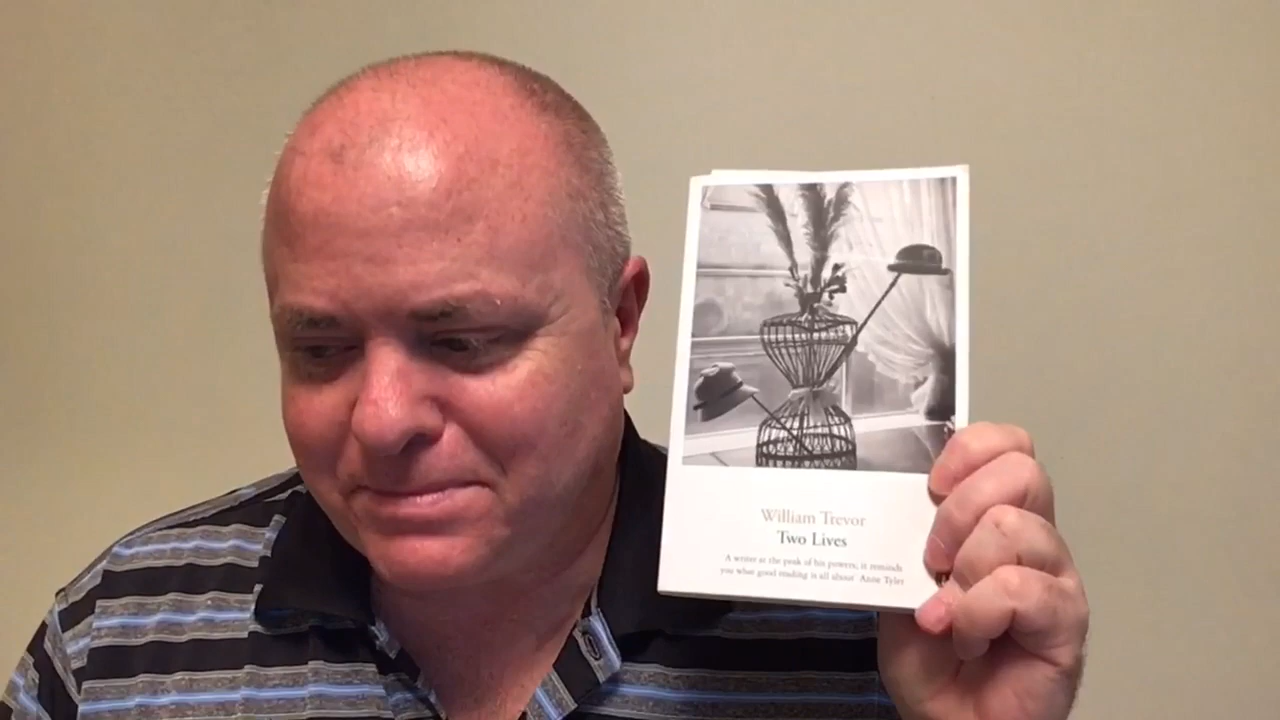 William Trevor
Two Lives
A writer at the peak of his powers, it reminds
you what good reading is all about Anne Tyler